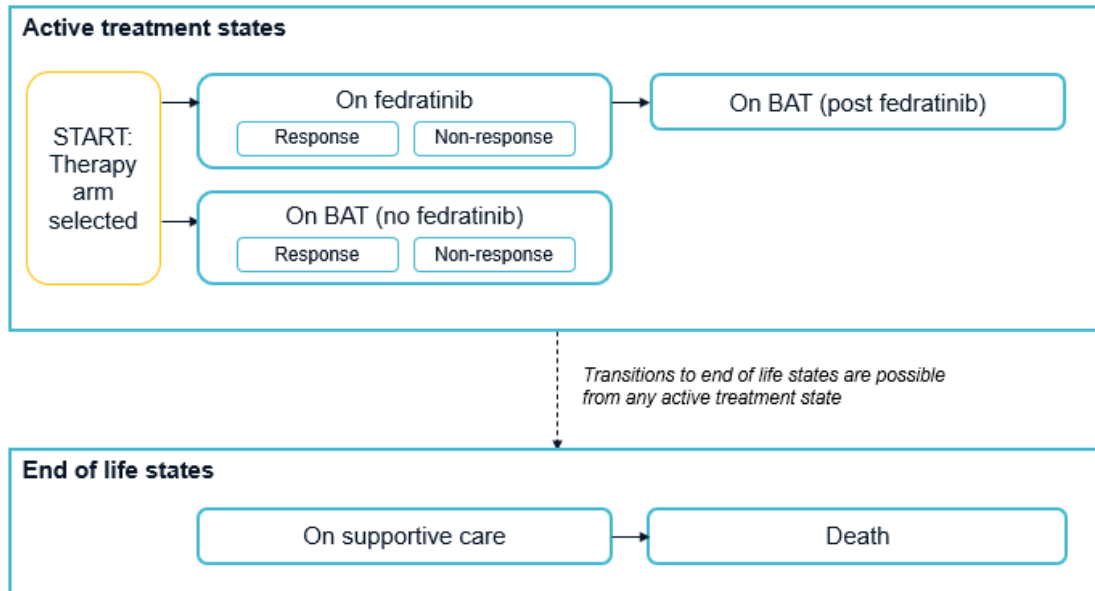 Active treatment states
START:
Therapy
arm
selected
On fedratinib
Response
Non-response
On BAT (post fedratinib)
On BAT (no fedratinib)
Response
Non-response
Transitions to end of life states are possible
from any active treatment state
End of life states
On supportive care
Death